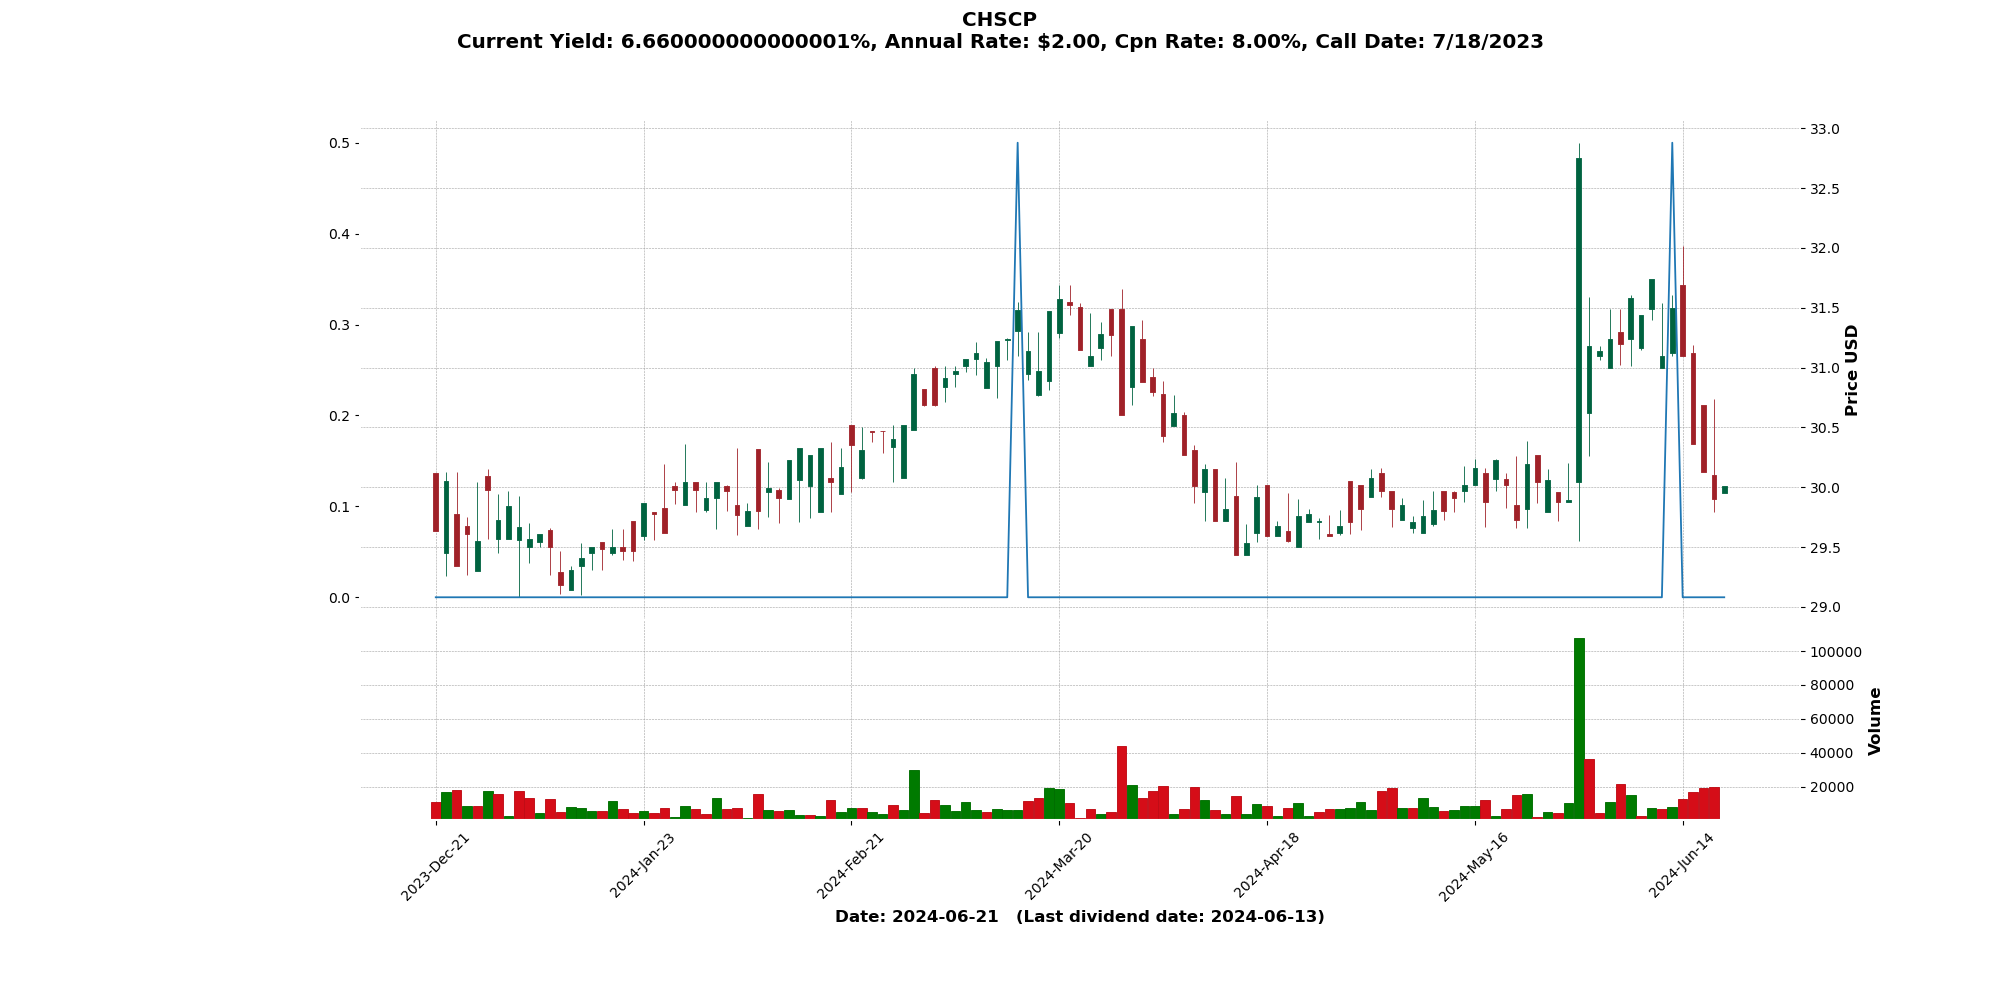 CHSCP
Current Yield: 6.660000000000001%, Annual Rate: $2.00, Cpn Rate: 8.00%, Call Date: 7/18/2023
0.5
0.4
0.3
0.2
0.1
0.0
33.0
32.5
32.0
31.5
31.0
30.5
30.0
29.5
29.0
Price USD
100000
80000
60000
40000
20000
Volume
2023-Dec-21
2024-Jan-23
2024-Feb-21
2024-Mar-20
2024-Apr-18
2024-May-16
2024-Jun-14
Date: 2024-06-21 (Last dividend date: 2024-06-13)